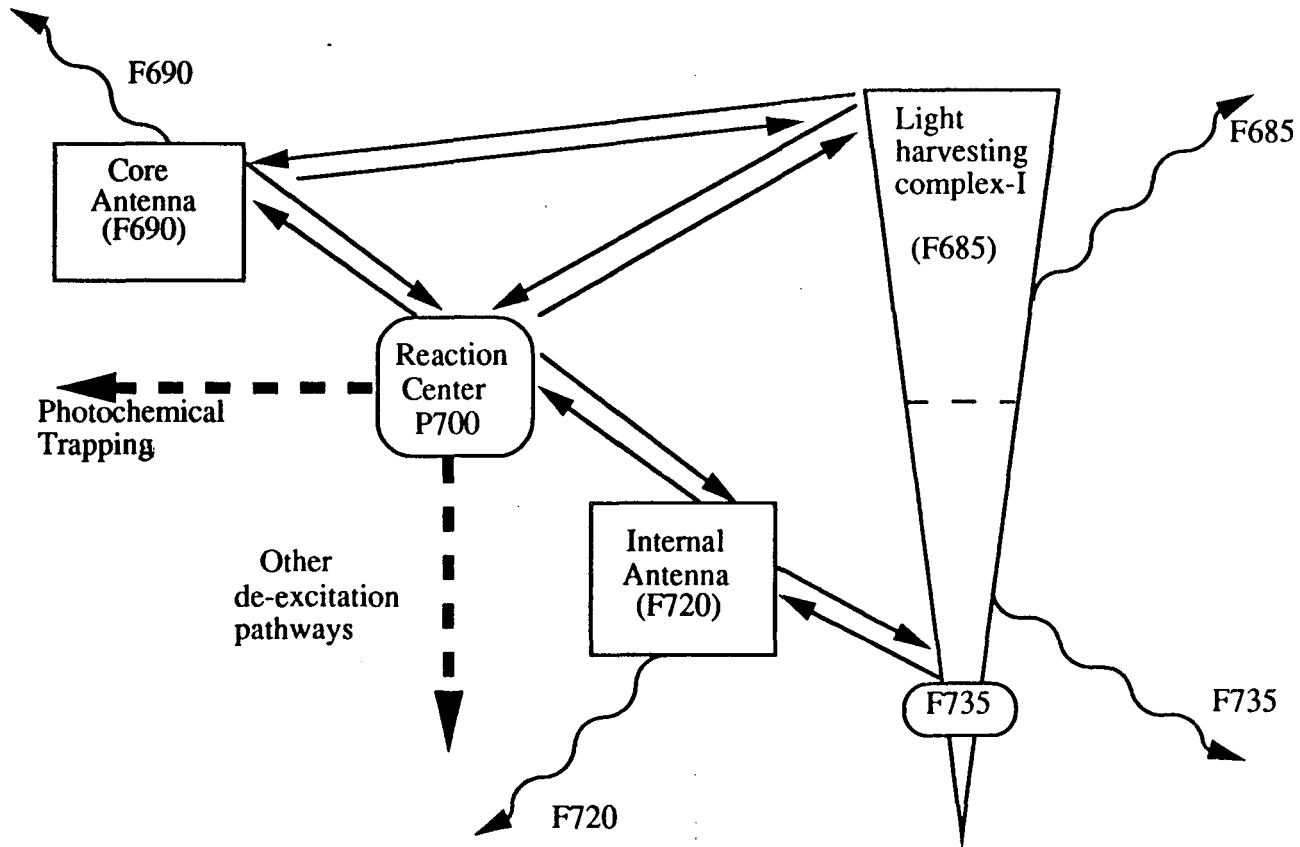 F690
Core
Antenna
(F690)
Light
harvesting
complex-I
(F685)
F685
Reaction
Center
P700
Photochemical
Trapping
Other
de-excitation
pathways
Internal
Antenna
(F720)
F735
F735
F720